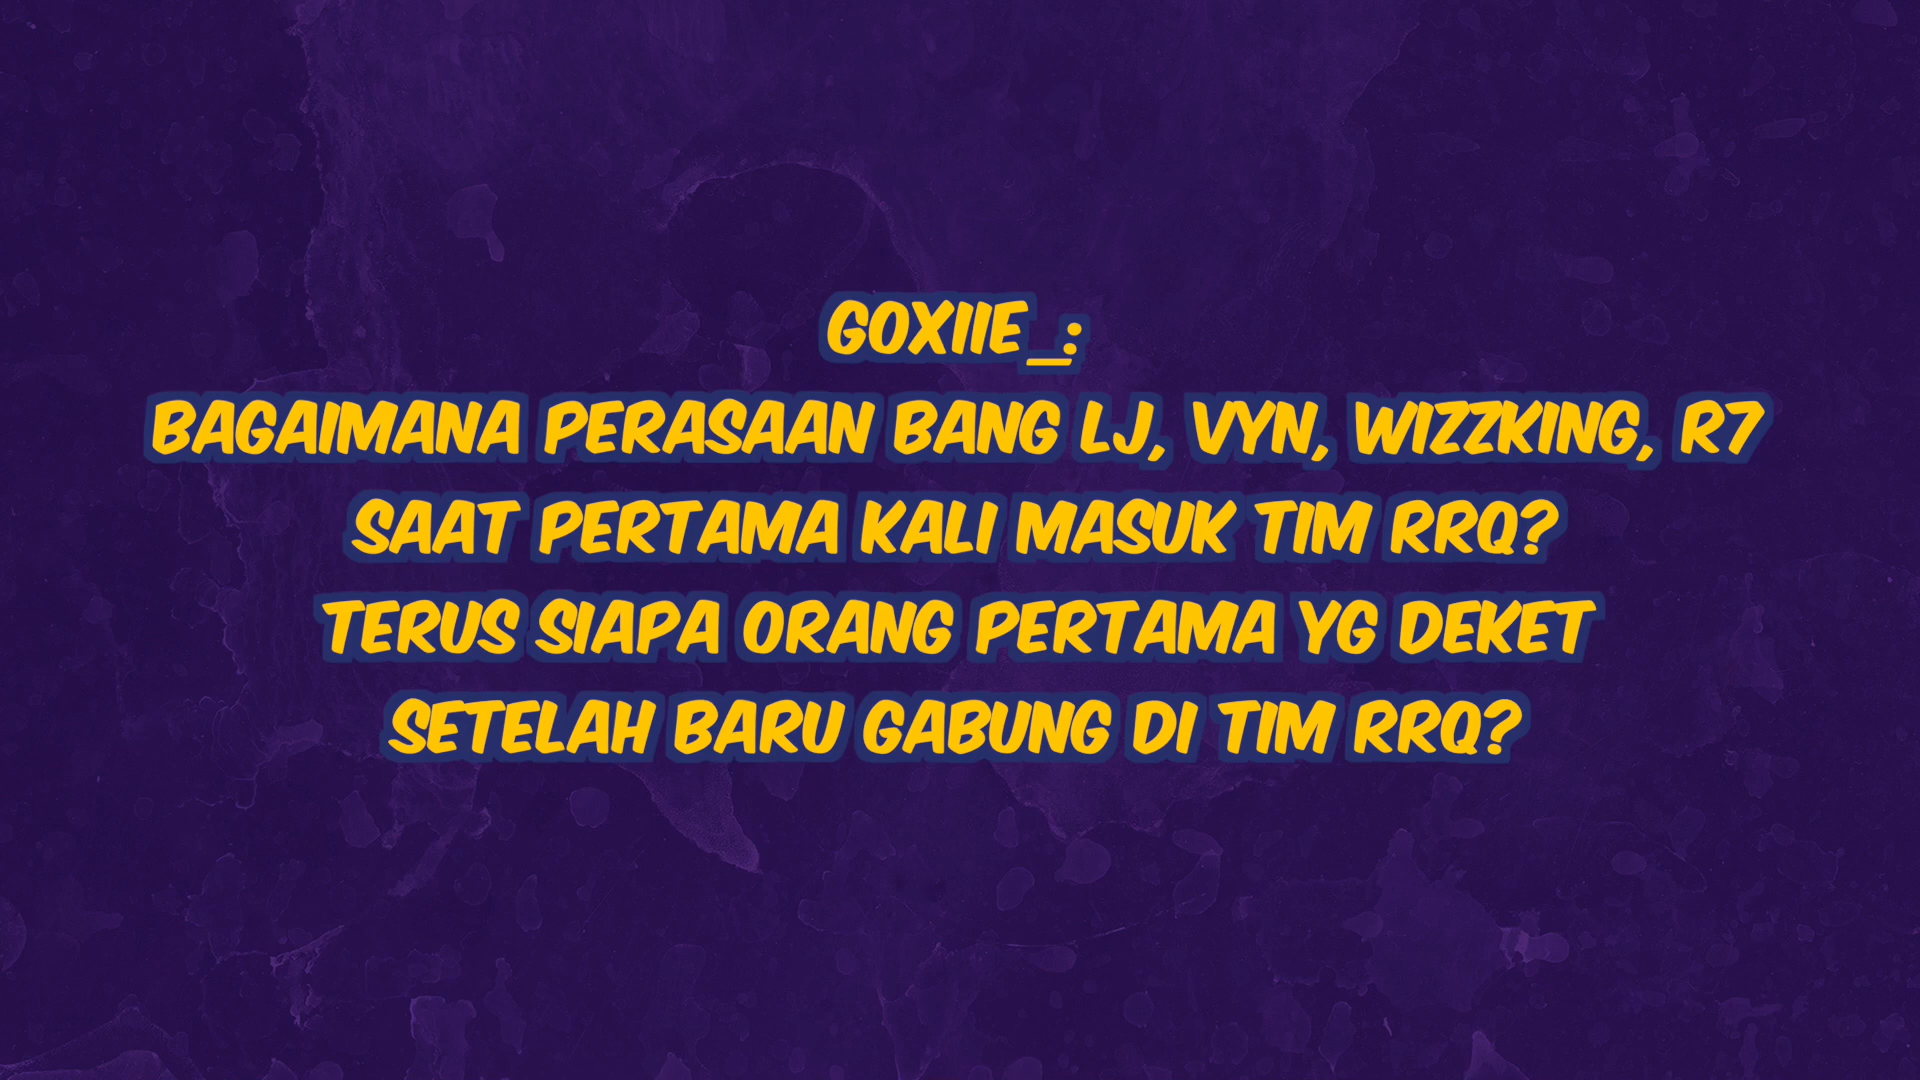 GOXIIE_:
BAGAIMANA PERASAAN BANG LJ, VYN, WIZZKING, R7
SAAT PERTAMA KALI MASUK TIM RRQ?
TERUS SIAPA ORANG PERTAMA YG DEKET
SETELAH BARU GABUNG DI TIM RRQ?